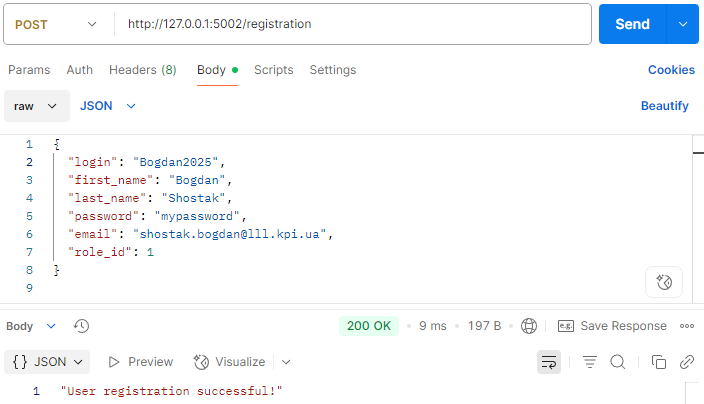 POST http://127.0.0.1:5002/registration Send
Params Auth Headers (8) Body Scripts Settings Cookies
raw JSON Beautify
1 {
2 "login": "Bogdan2025",
3 "first_name": "Bogdan",
4 "last_name": "Shostak",
5 "password": "mypassword",
6 "email": "shostak.bogdan@lll.kpi.ua",
7 "role_id": 1
8 }
9
Body 200 OK • 9 ms • 197 B e.g. Save Response
{} JSON Preview Visualize
1 "User registration successful!"